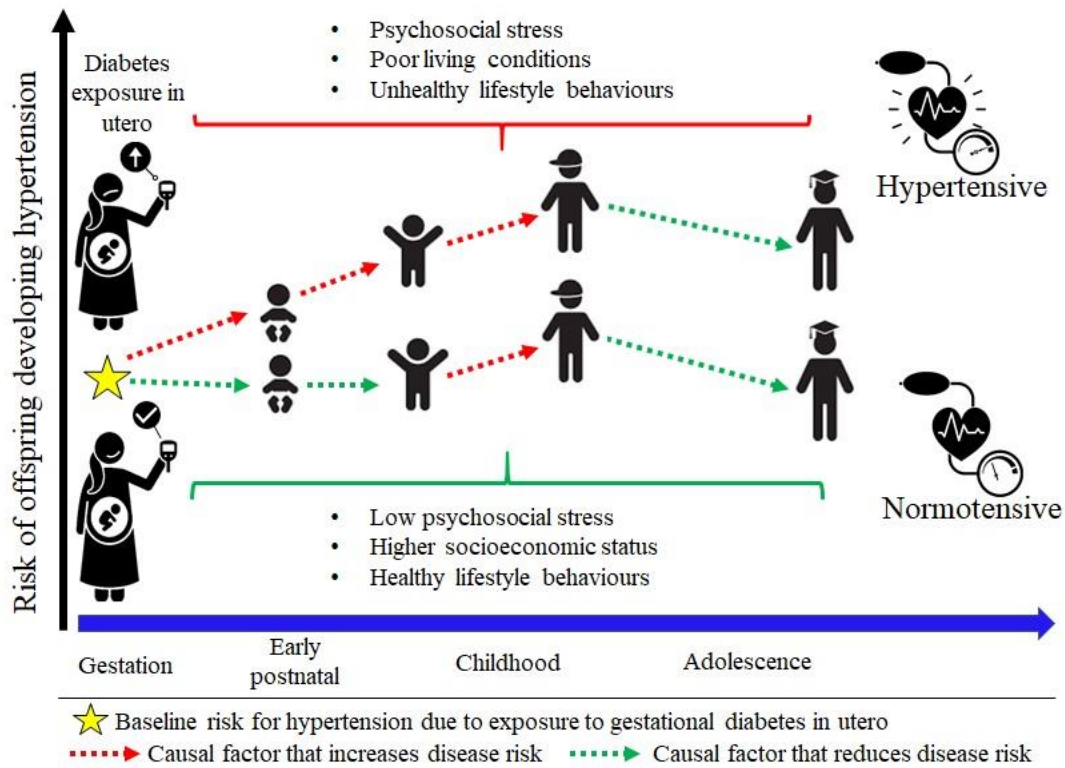 Risk of offspring developing hypertension
Diabetes
exposure in
utero
• Psychosocial stress
• Poor living conditions
• Unhealthy lifestyle behaviours
Hypertensive
Normotensive
• Low psychosocial stress
• Higher socioeconomic status
• Healthy lifestyle behaviours
Gestation
Early
postnatal
Childhood
Adolescence
Baseline risk for hypertension due to exposure to gestational diabetes in utero
Causal factor that increases disease risk
Causal factor that reduces disease risk